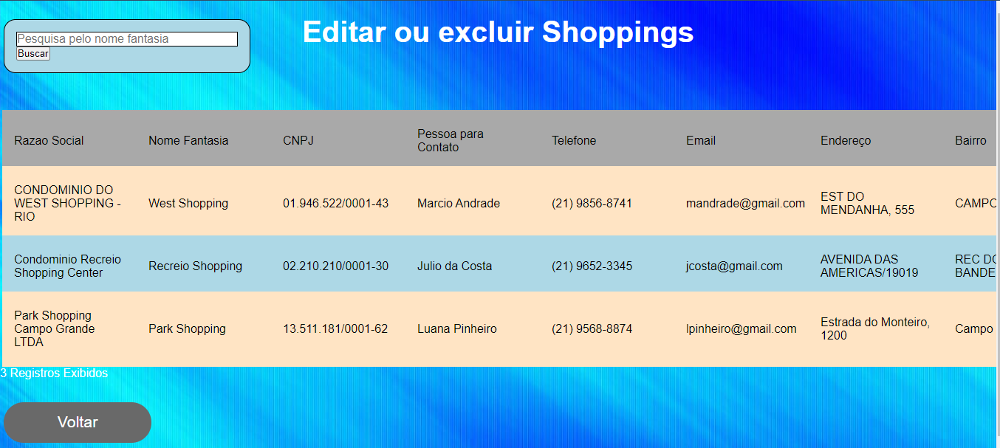 Editar ou excluir Shoppings
Pesquisa pelo nome fantasia
Buscar
Razao Social Nome Fantasia CNPJ Pessoa para Contato Telefone Email Endereço Bairro
CONDOMINIO DO WEST SHOPPING - RIO West Shopping 01.946.522/0001-43 Marcio Andrade (21) 9856-8741 mandrade@gmail.com EST DO MENDANHA, 555 CAMPO
Condominio Recreio Shopping Center Recreio Shopping 02.210.210/0001-30 Julio da Costa (21) 9652-3345 jcosta@gmail.com AVENIDA DAS AMERICAS/19019 REC DO BANDE
Park Shopping Campo Grande LTDA Park Shopping 13.511.181/0001-62 Luana Pinheiro (21) 9568-8874 lpinheiro@gmail.com Estrada do Monteiro, 1200 Campo
3 Registros Exibidos
Voltar